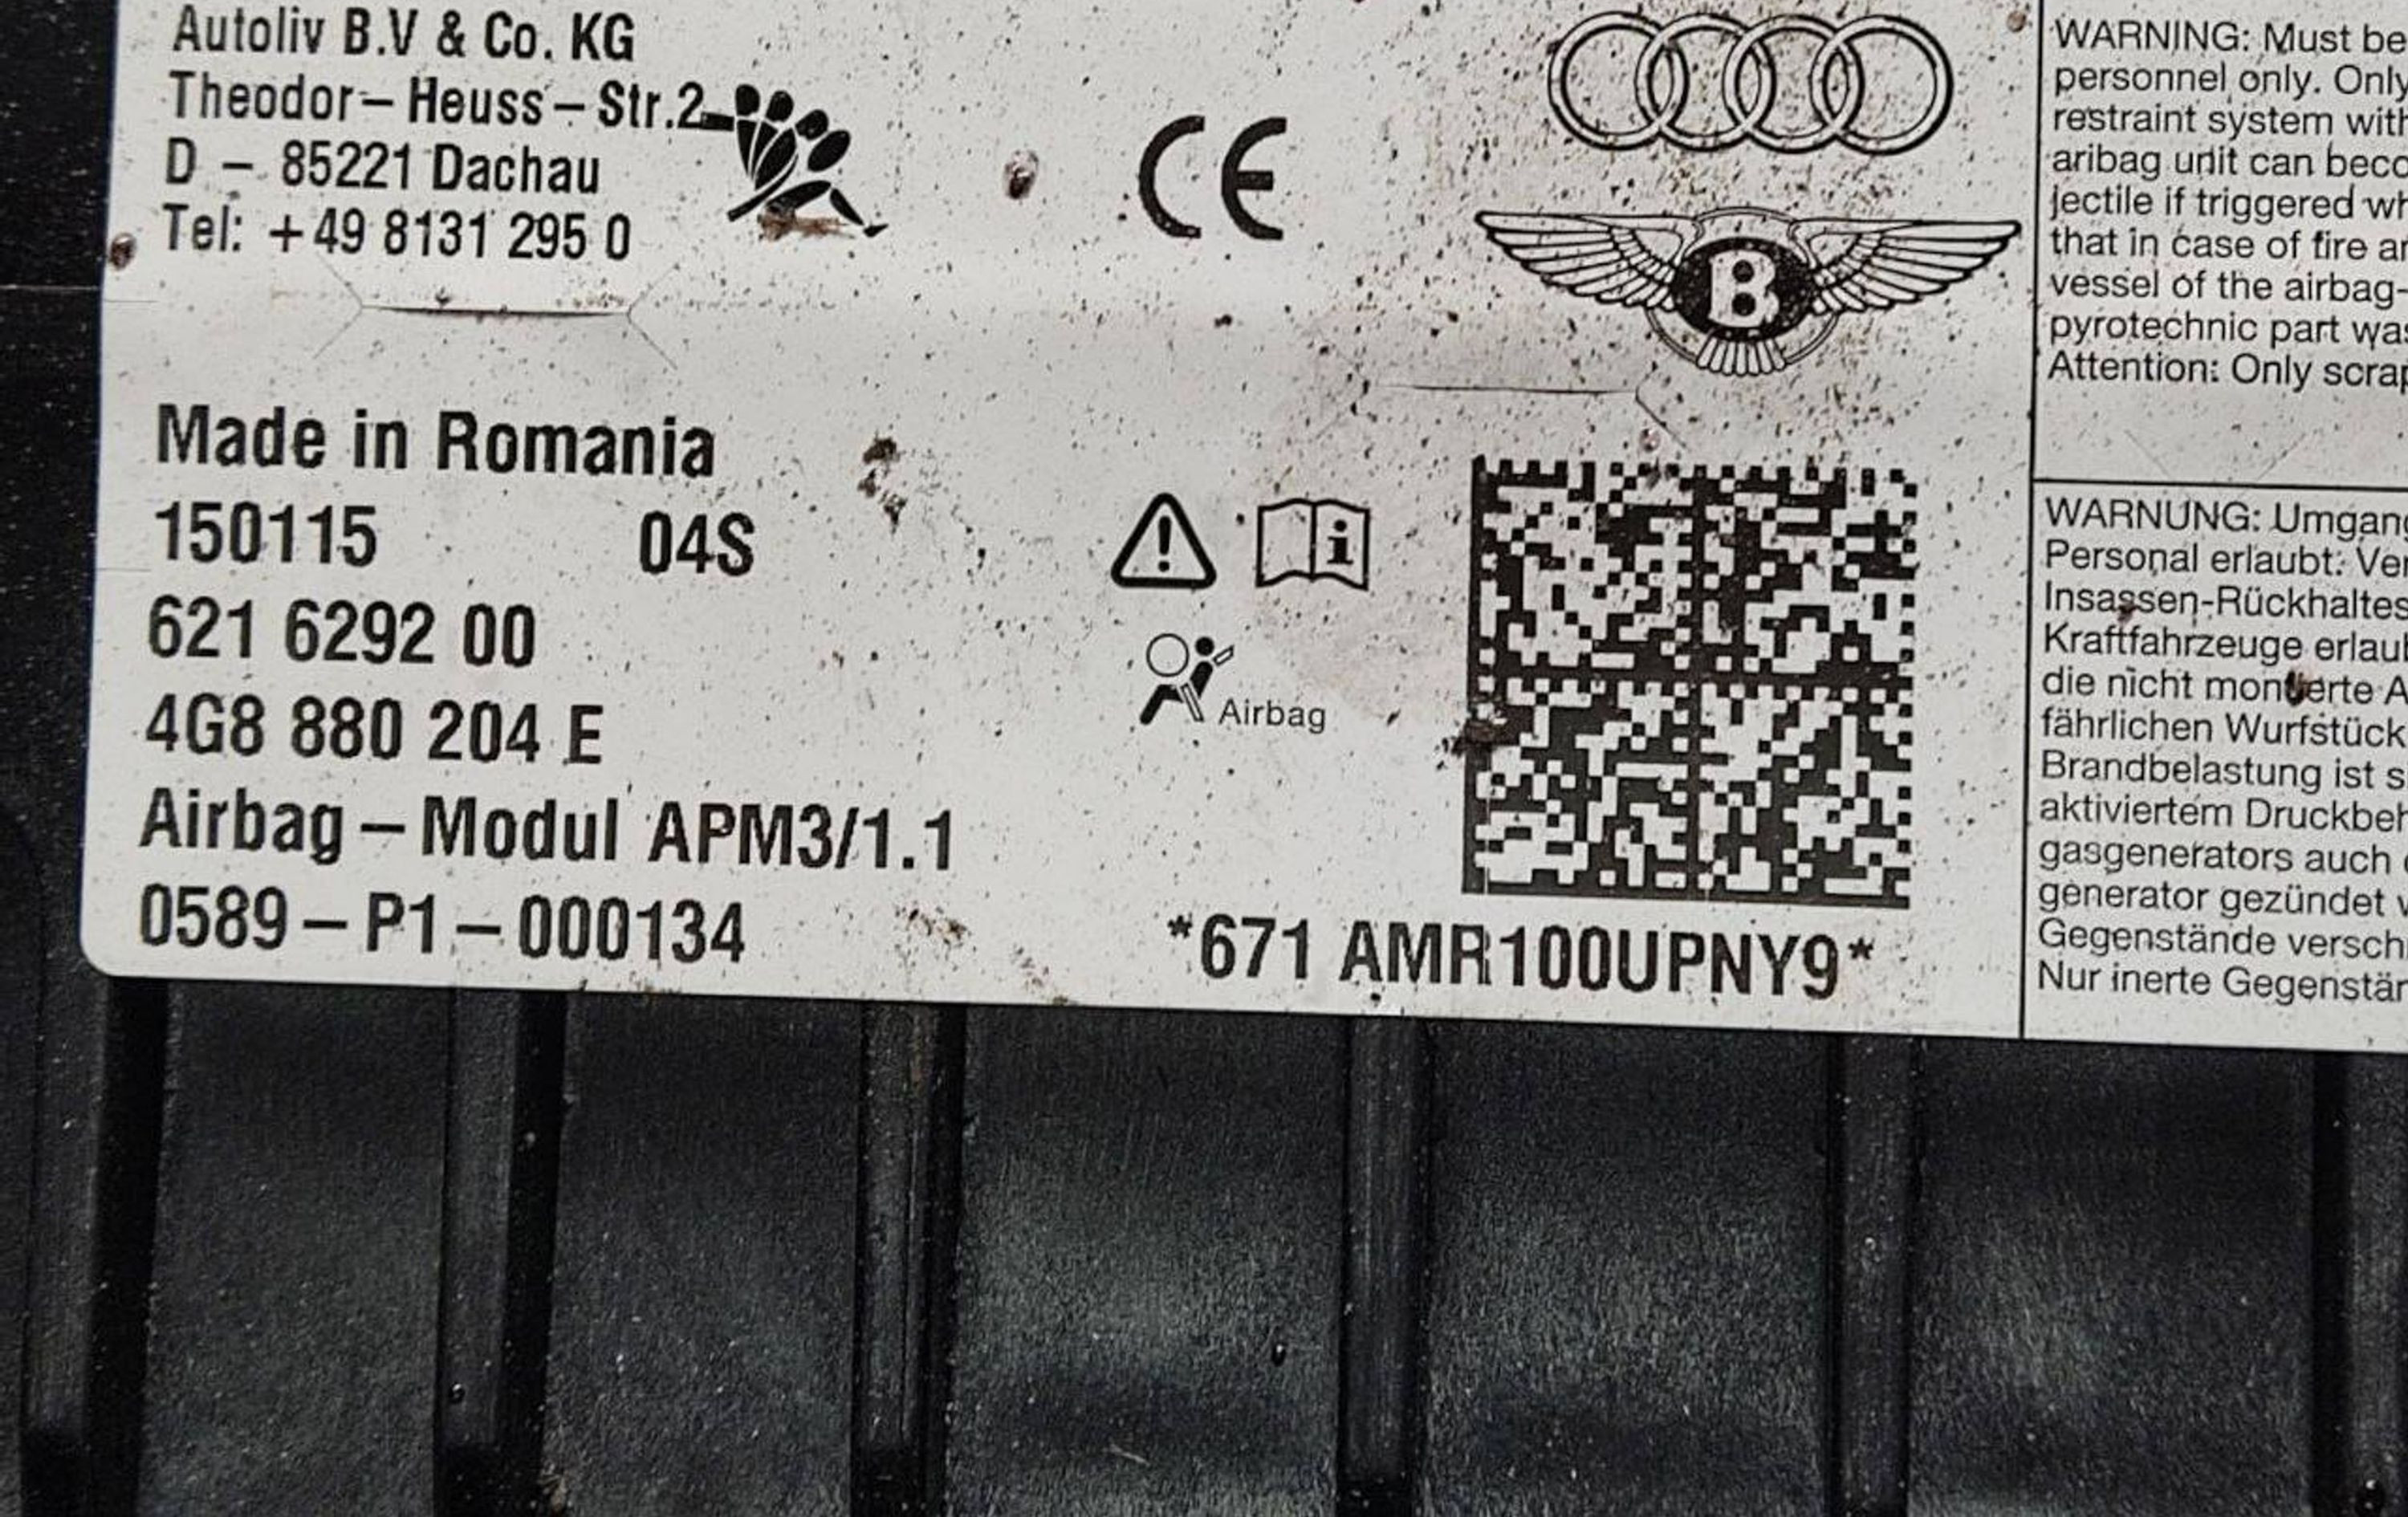 Autoliv B.V & Co. KG
Theodor – Heuss – Str.2
D – 85221 Dachau
Tel: +49 8131 295 0
CE
B
Made in Romania
150115 04S
621 6292 00
4G8 880 204 E
Airbag – Modul APM3/1.1
0589 – P1 – 000134
Airbag
*671 AMR100UPNY9*
WARNING: Must be
personnel only. Only
restraint system with
aribag unit can beco
jectile if triggered wh
that in case of fire ar
vessel of the airbag-
pyrotechnic part was
Attention: Only scrap
WARNUNG: Umgang
Personal erlaubt: Ver
Insassen-Rückhaltes
Kraftfahrzeuge erlaub
die nicht montierte A
fährlichen Wurfstück
Brandbelastung ist s
aktiviertem Druckbeh
gasgenerators auch
generator gezündet
Gegenstände versch
Nur inerte Gegenstän